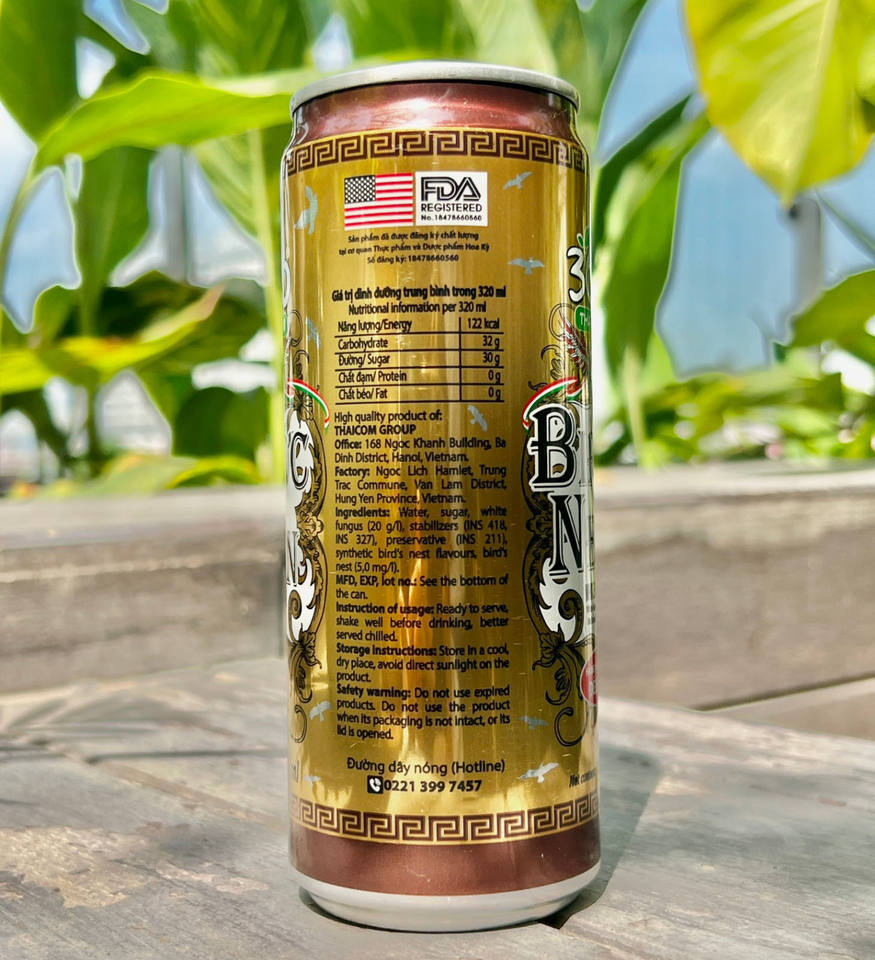 FDA
REGISTERED
No.18478660560
Sản phẩm đã được đăng ký chất lượng
tại cơ quan Thực phẩm và Dược phẩm Hoa Kỳ
Số đăng ký: 18478660560
Giá trị dinh dưỡng trung bình trong 320 ml
Nutritional information per 320 ml
Năng lượng/Energy 122 kcal
Carbohydrate 32 g
Đường/ Sugar 30 g
Chất đạm/ Protein 0 g
Chất béo/ Fat 0 g
High quality product of:
THAICOM GROUP
Office: 168 Ngoc Khanh Building, Ba
Dinh District, Hanoi, Vietnam.
Factory: Ngoc Lich Hamlet, Trung
Trac Commune, Van Lam District,
Hung Yen Province, Vietnam.
Ingredients: Water, sugar, white
fungus (20 g/l), stabilizers (INS 418,
INS 327), preservative (INS 211),
synthetic bird's nest flavours, bird's
nest (5,0 mg/l).
MFD, EXP, lot no.: See the bottom of
the can.
Instruction of usage: Ready to serve,
shake well before drinking, better
served chilled.
Storage instructions: Store in a cool,
dry place, avoid direct sunlight on the
product.
Safety warning: Do not use expired
products. Do not use the product
when its packaging is not intact, or its
lid is opened.
Đường dây nóng (Hotline)
0221 399 7457